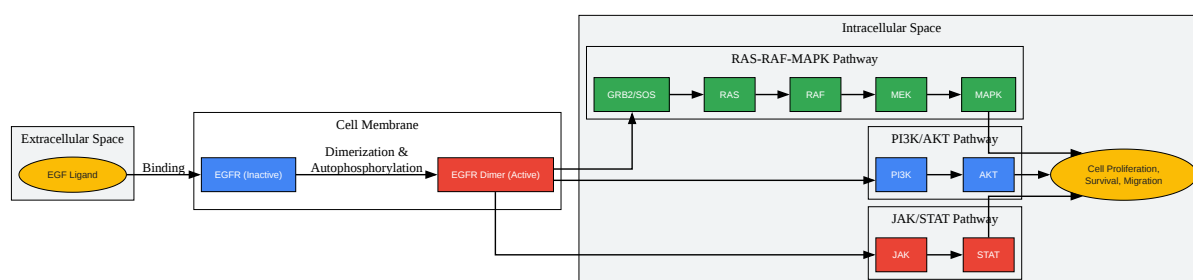 Intracellular Space
RAS-RAF-MAPK Pathway
GRB2/SOS
RAS
RAF
MEK
MAPK
Extracellular Space
EGF Ligand
Binding
Cell Membrane
EGFR (Inactive)
Dimerization &
Autophosphorylation
EGFR Dimer (Active)
PI3K/AKT Pathway
PI3K
AKT
Cell Proliferation,
Survival, Migration
JAK/STAT Pathway
JAK
STAT